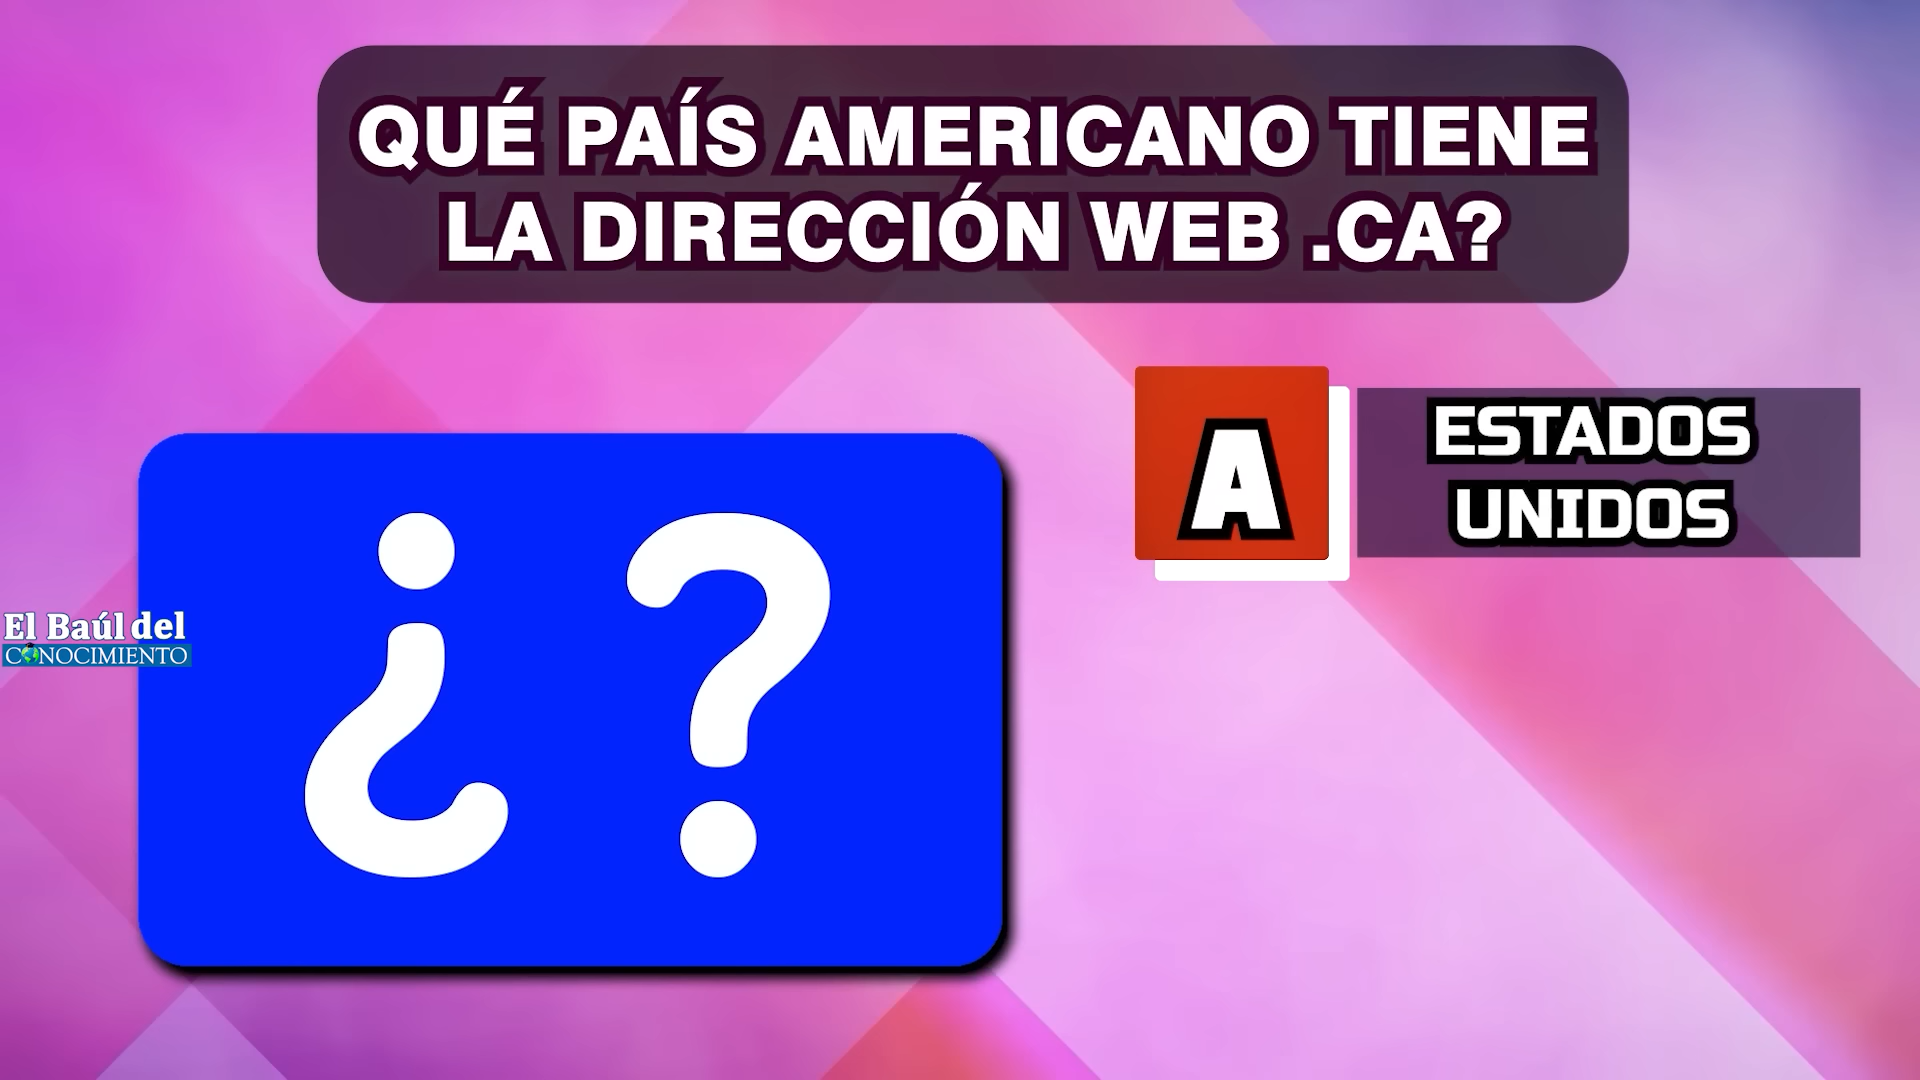 QUÉ PAÍS AMERICANO TIENE
LA DIRECCIÓN WEB .CA?
A
ESTADOS
UNIDOS
¿?
El Baúl del
CONOCIMIENTO